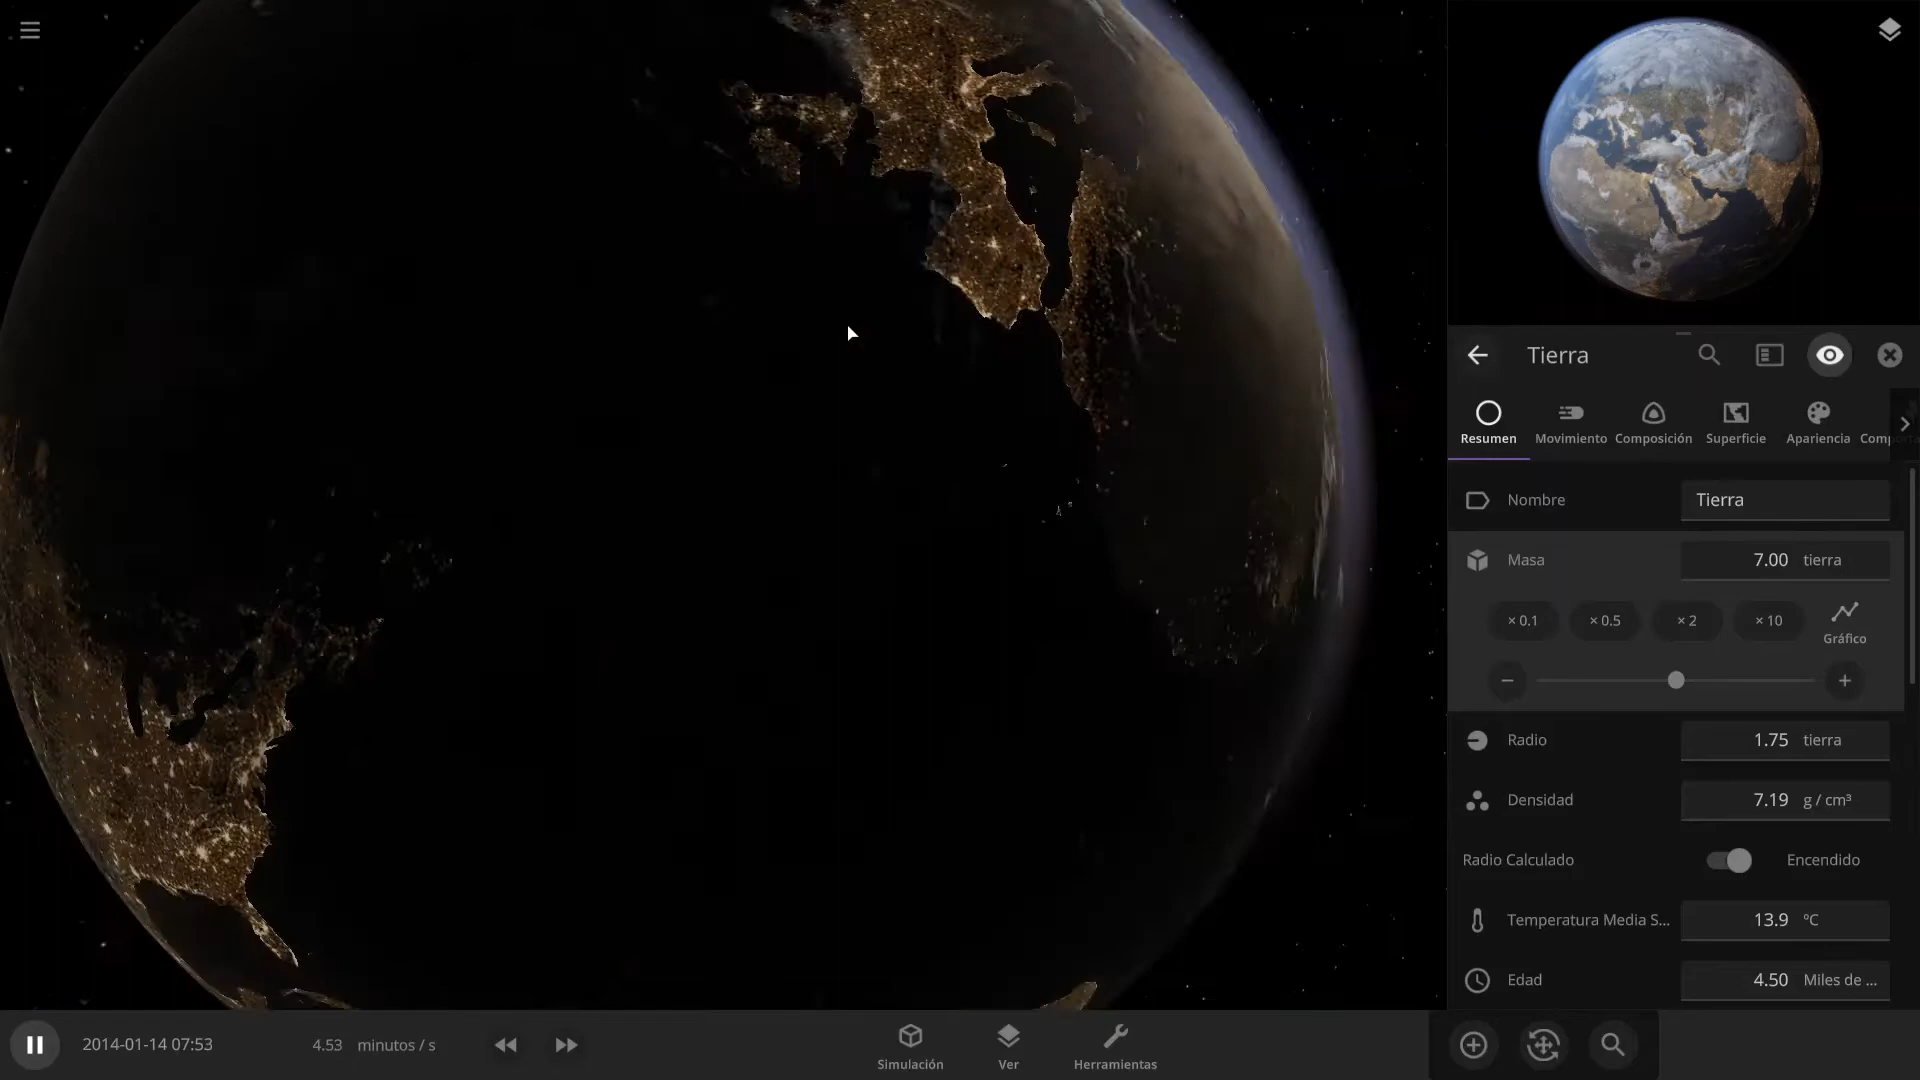 Tierra
Resumen
Movimiento
Composición
Superficie
Apariencia
Nombre
Tierra
Masa
7.00 tierra
× 0.1
× 0.5
× 2
× 10
Gráfico
Radio
1.75 tierra
Densidad
7.19 g / cm³
Radio Calculado
Encendido
Temperatura Media S...
13.9 °C
Edad
4.50 Miles de ...
2014-01-14 07:53
4.53 minutos / s
Simulación
Ver
Herramientas